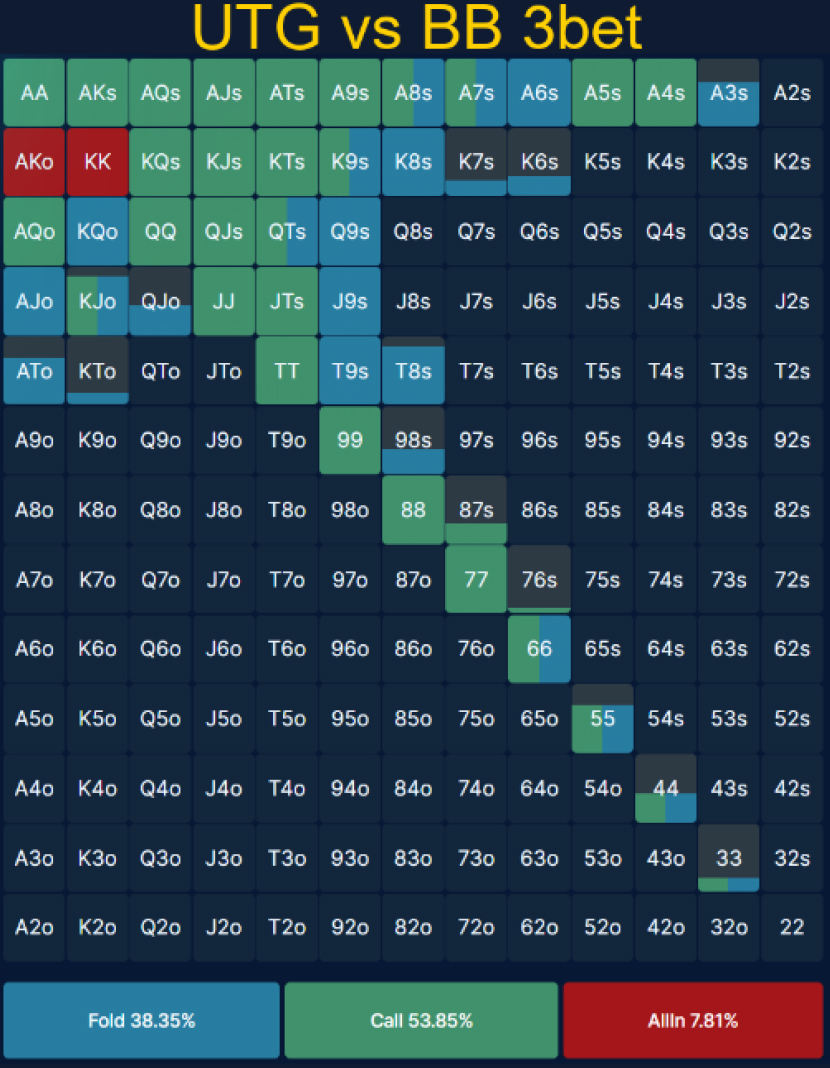 UTG vs BB 3bet
AA AKs AQs AJs ATs A9s A8s A7s A6s A5s A4s A3s A2s
AKo KK KQs KJs KTs K9s K8s K7s K6s K5s K4s K3s K2s
AQo KQo QQ QJs QTs Q9s Q8s Q7s Q6s Q5s Q4s Q3s Q2s
AJo KJo QJo JJ JTs J9s J8s J7s J6s J5s J4s J3s J2s
ATo KTo QTo JTo TT T9s T8s T7s T6s T5s T4s T3s T2s
A9o K9o Q9o J9o T9o 99 98s 97s 96s 95s 94s 93s 92s
A8o K8o Q8o J8o T8o 98o 88 87s 86s 85s 84s 83s 82s
A7o K7o Q7o J7o T7o 97o 87o 77 76s 75s 74s 73s 72s
A6o K6o Q6o J6o T6o 96o 86o 76o 66 65s 64s 63s 62s
A5o K5o Q5o J5o T5o 95o 85o 75o 65o 55 54s 53s 52s
A4o K4o Q4o J4o T4o 94o 84o 74o 64o 54o 44 43s 42s
A3o K3o Q3o J3o T3o 93o 83o 73o 63o 53o 43o 33 32s
A2o K2o Q2o J2o T2o 92o 82o 72o 62o 52o 42o 32o 22
Fold 38.35% Call 53.85% AllIn 7.81%